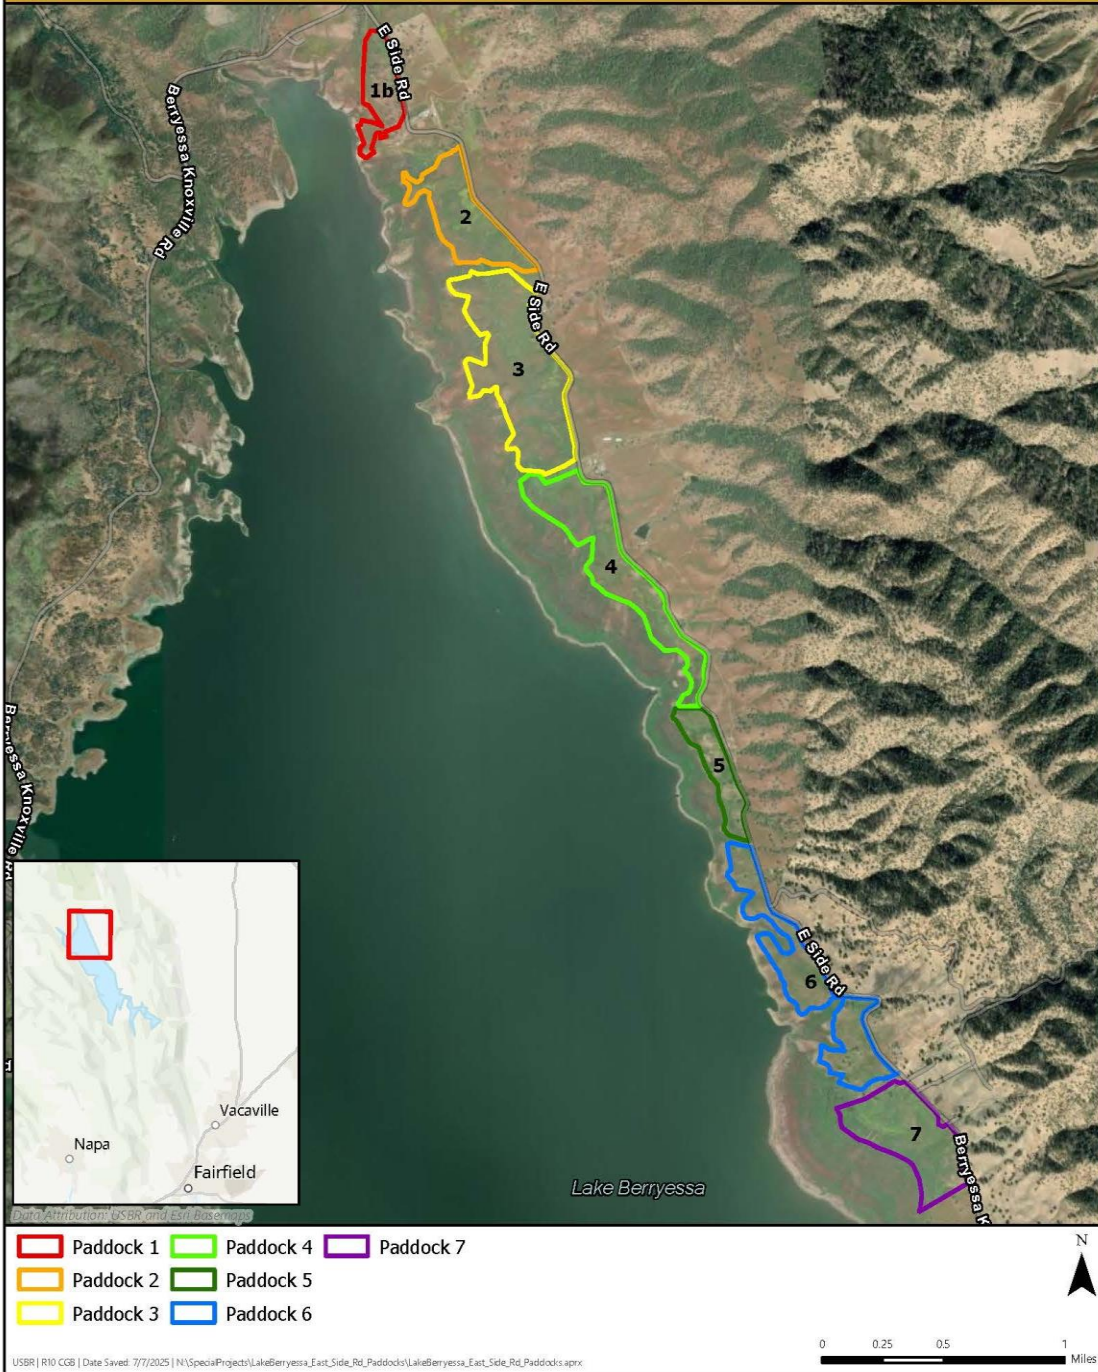 E Side Rd
1b
Berryessa Knoxville Rd
2
E Side Rd
3
4
Berryessa Knoxville Rd
5
E Side Rd
6
7
Berryessa K
Lake Berryessa
Vacaville
Napa
Fairfield
Data Attribution: USBR and Esri Basemaps
Paddock 1
Paddock 4
Paddock 7
Paddock 2
Paddock 5
Paddock 3
Paddock 6
N
0 0.25 0.5 1
Miles
USBR | R10 CGB | Date Saved: 7/7/2025 | N:\SpecialProjects\LakeBerryessa_East_Side_Rd_Paddocks\LakeBerryessa_East_Side_Rd_Paddocks.aprx